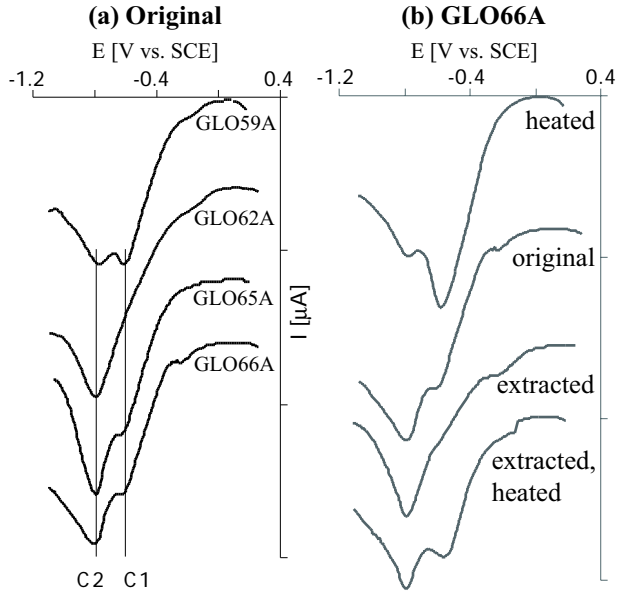 (a) Original
E [V vs. SCE]
-1.2 -0.4 0.4
GLO59A
GLO62A
GLO65A
GLO66A
I [µA]
C2 C1
(b) GLO66A
E [V vs. SCE]
-1.2 -0.4 0.4
heated
original
extracted
extracted,
heated